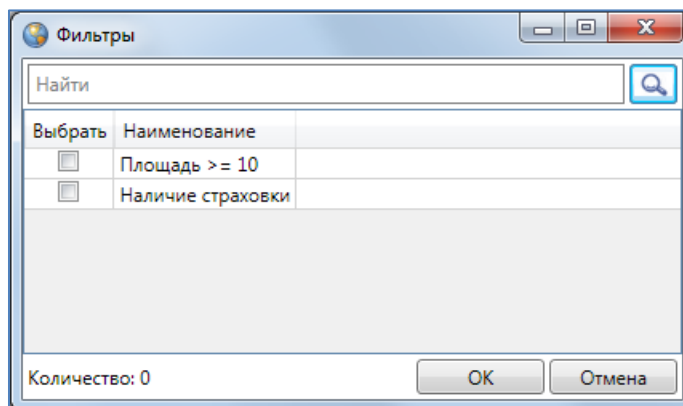 Фильтры
Найти
Выбрать Наименование
Площадь >= 10
Наличие страховки
Количество: 0 OK Отмена